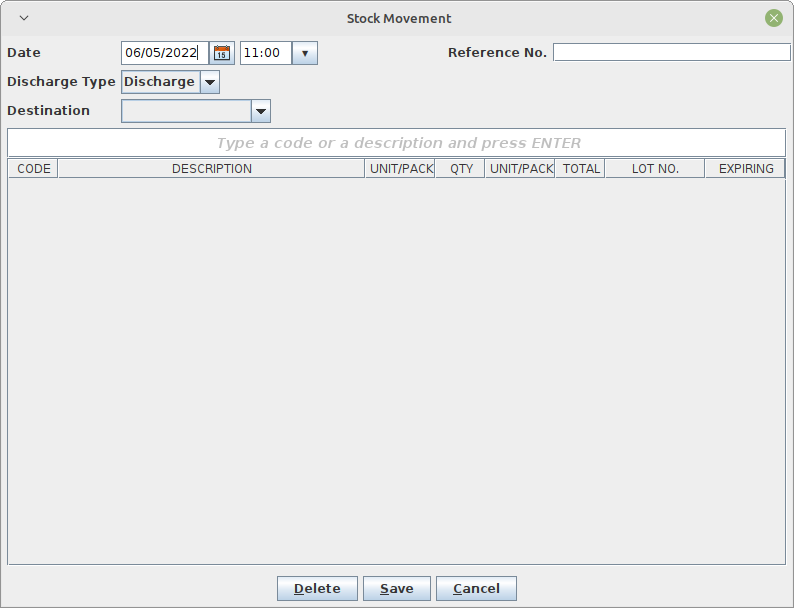 Stock Movement
Date 06/05/2022 15 11:00 Reference No.
Discharge Type Discharge
Destination
Type a code or a description and press ENTER
CODE DESCRIPTION UNIT/PACK QTY UNIT/PACK TOTAL LOT NO. EXPIRING
Delete Save Cancel